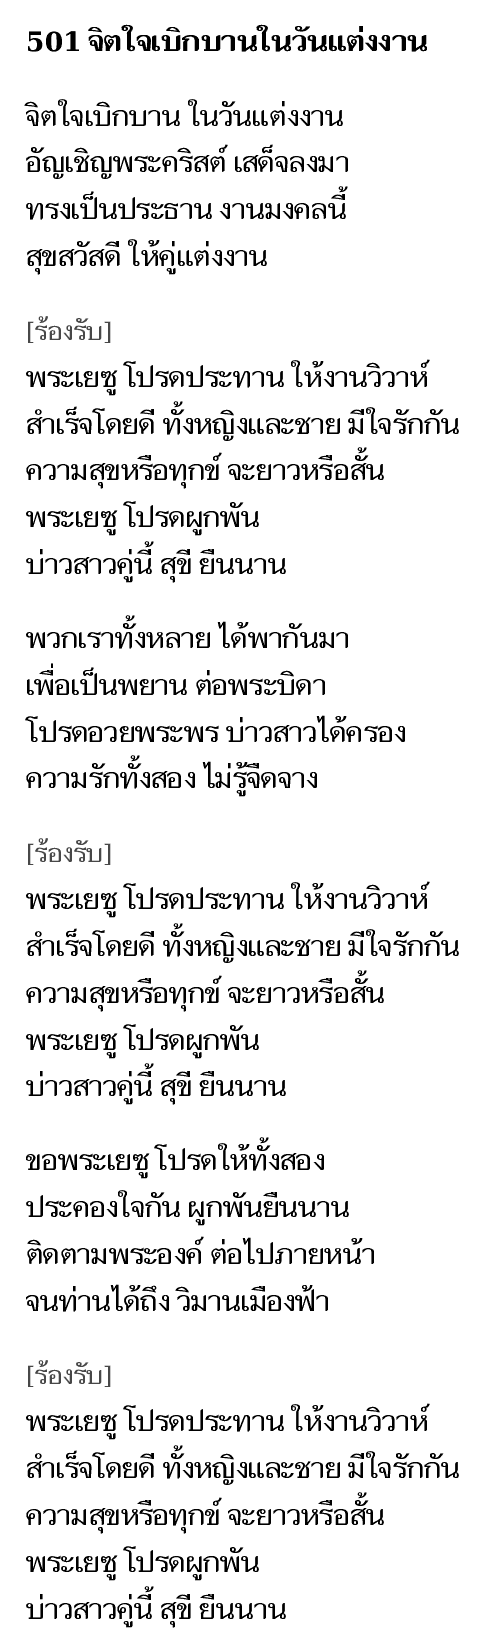 501 จิตใจเบิกบานในวันแต่งงาน
จิตใจเบิกบาน ในวันแต่งงาน
อัญเชิญพระคริสต์ เสด็จลงมา
ทรงเป็นประธาน งานมงคลนี้
สุขสวัสดี ให้คู่แต่งงาน
[ร้องรับ]
พระเยซู โปรดประทาน ให้งานวิวาห์
สำเร็จโดยดี ทั้งหญิงและชาย มีใจรักกัน
ความสุขหรือทุกข์ จะยาวหรือสั้น
พระเยซู โปรดผูกพัน
บ่าวสาวคู่นี้ สุขี ยืนนาน
พวกเราทั้งหลาย ได้พากันมา
เพื่อเป็นพยาน ต่อพระบิดา
โปรดอวยพระพร บ่าวสาวได้ครอง
ความรักทั้งสอง ไม่รู้จืดจาง
[ร้องรับ]
พระเยซู โปรดประทาน ให้งานวิวาห์
สำเร็จโดยดี ทั้งหญิงและชาย มีใจรักกัน
ความสุขหรือทุกข์ จะยาวหรือสั้น
พระเยซู โปรดผูกพัน
บ่าวสาวคู่นี้ สุขี ยืนนาน
ขอพระเยซู โปรดให้ทั้งสอง
ประคองใจกัน ผูกพันยืนนาน
ติดตามพระองค์ ต่อไปภายหน้า
จนท่านได้ถึง วิมานเมืองฟ้า
[ร้องรับ]
พระเยซู โปรดประทาน ให้งานวิวาห์
สำเร็จโดยดี ทั้งหญิงและชาย มีใจรักกัน
ความสุขหรือทุกข์ จะยาวหรือสั้น
พระเยซู โปรดผูกพัน
บ่าวสาวคู่นี้ สุขี ยืนนาน